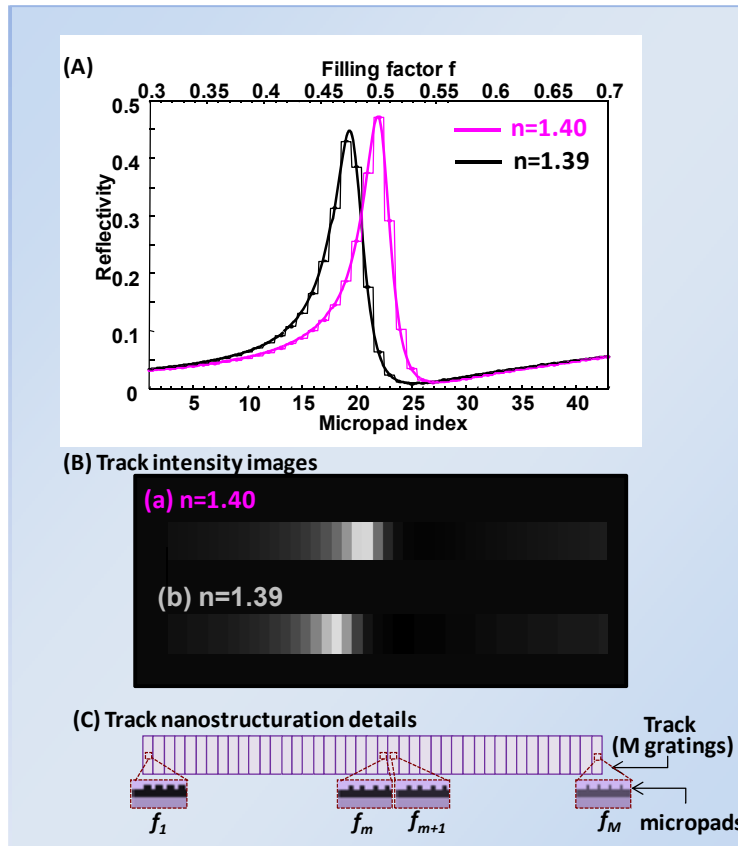 (A)
Filling factor f
0.3 0.35 0.4 0.45 0.5 0.55 0.6 0.65 0.7
0.5
0.4
0.3
0.2
0.1
0
Reflectivity
n=1.40
n=1.39
5 10 15 20 25 30 35 40
Micropad index
(B) Track intensity images
(a) n=1.40
(b) n=1.39
(C) Track nanostructuration details
Track
(M gratings)
f1 fm fm+1 fM
micropads